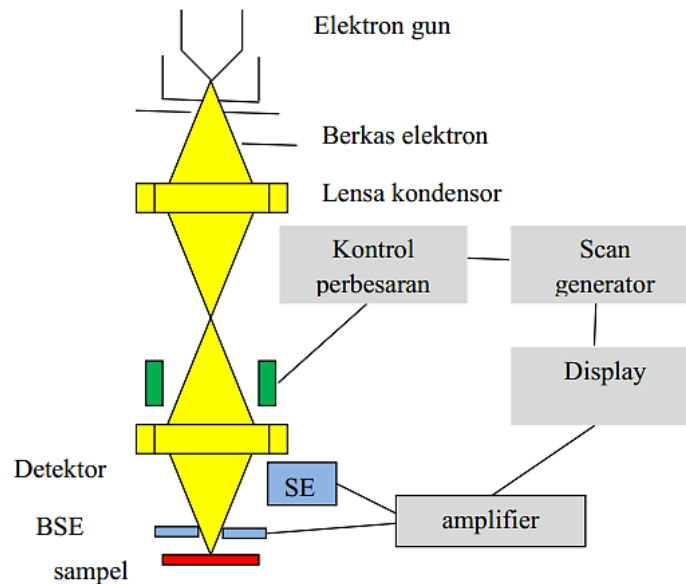 Elektron gun
Berkas elektron
Lensa kondensor
Kontrol
perbesaran
Scan
generator
Display
Detektor
SE
BSE
amplifier
sampel